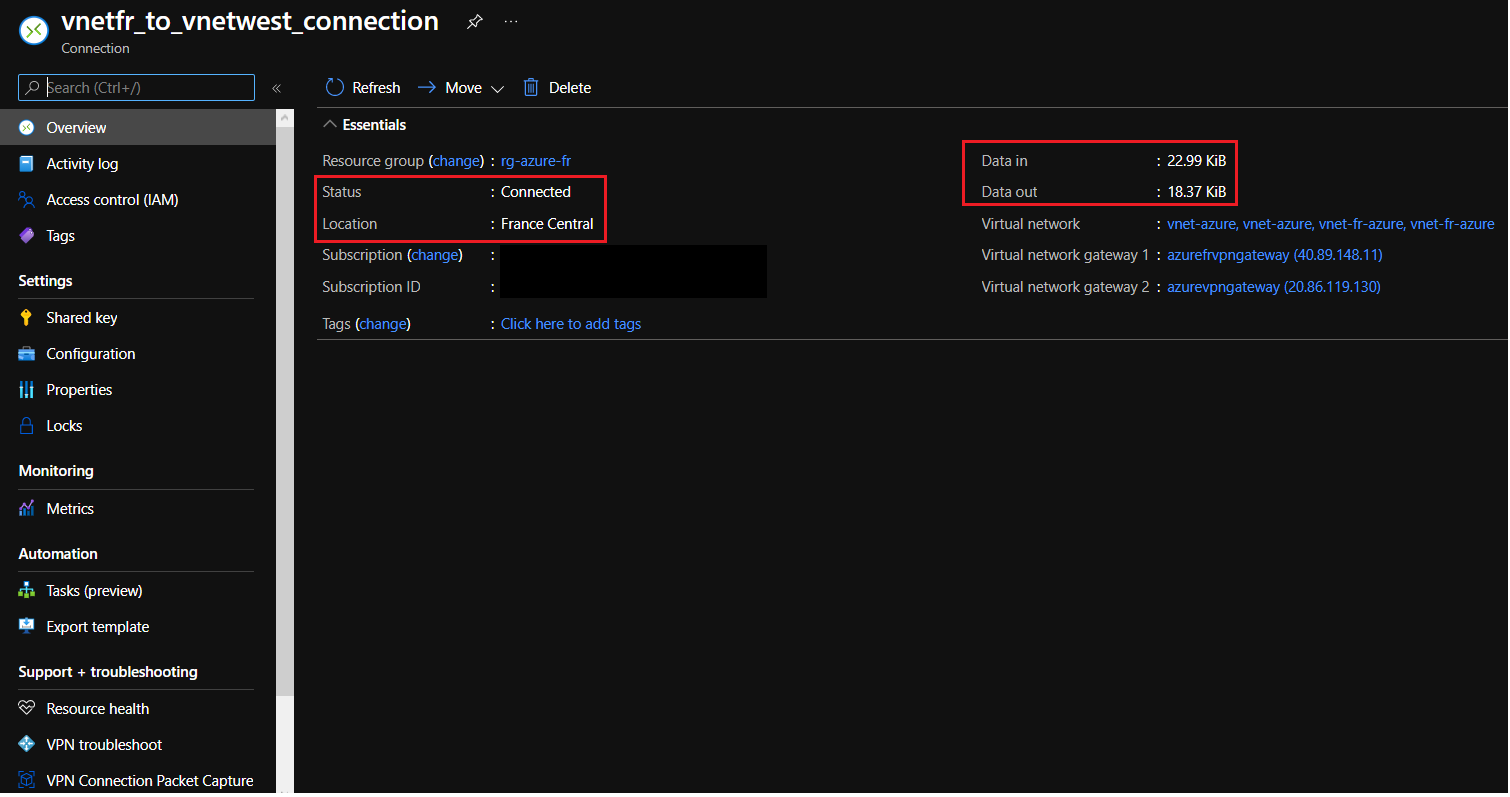 vnetfr_to_vnetwest_connection
Connection
Search (Ctrl+/)
Overview
Activity log
Access control (IAM)
Tags
Settings
Shared key
Configuration
Properties
Locks
Monitoring
Metrics
Automation
Tasks (preview)
Export template
Support + troubleshooting
Resource health
VPN troubleshoot
VPN Connection Packet Capture
Refresh Move Delete
Essentials
Resource group (change) : rg-azure-fr
Status : Connected
Location : France Central
Subscription (change) :
Subscription ID :
Tags (change) : Click here to add tags
Data in : 22.99 KiB
Data out : 18.37 KiB
Virtual network : vnet-azure, vnet-azure, vnet-fr-azure, vnet-fr-azure
Virtual network gateway 1 : azurefrvpngateway (40.89.148.11)
Virtual network gateway 2 : azurevpngateway (20.86.119.130)